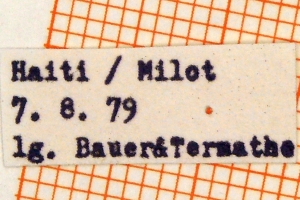 Haiti / Milot
7. 8. 79
lg. Bauer&Termathe